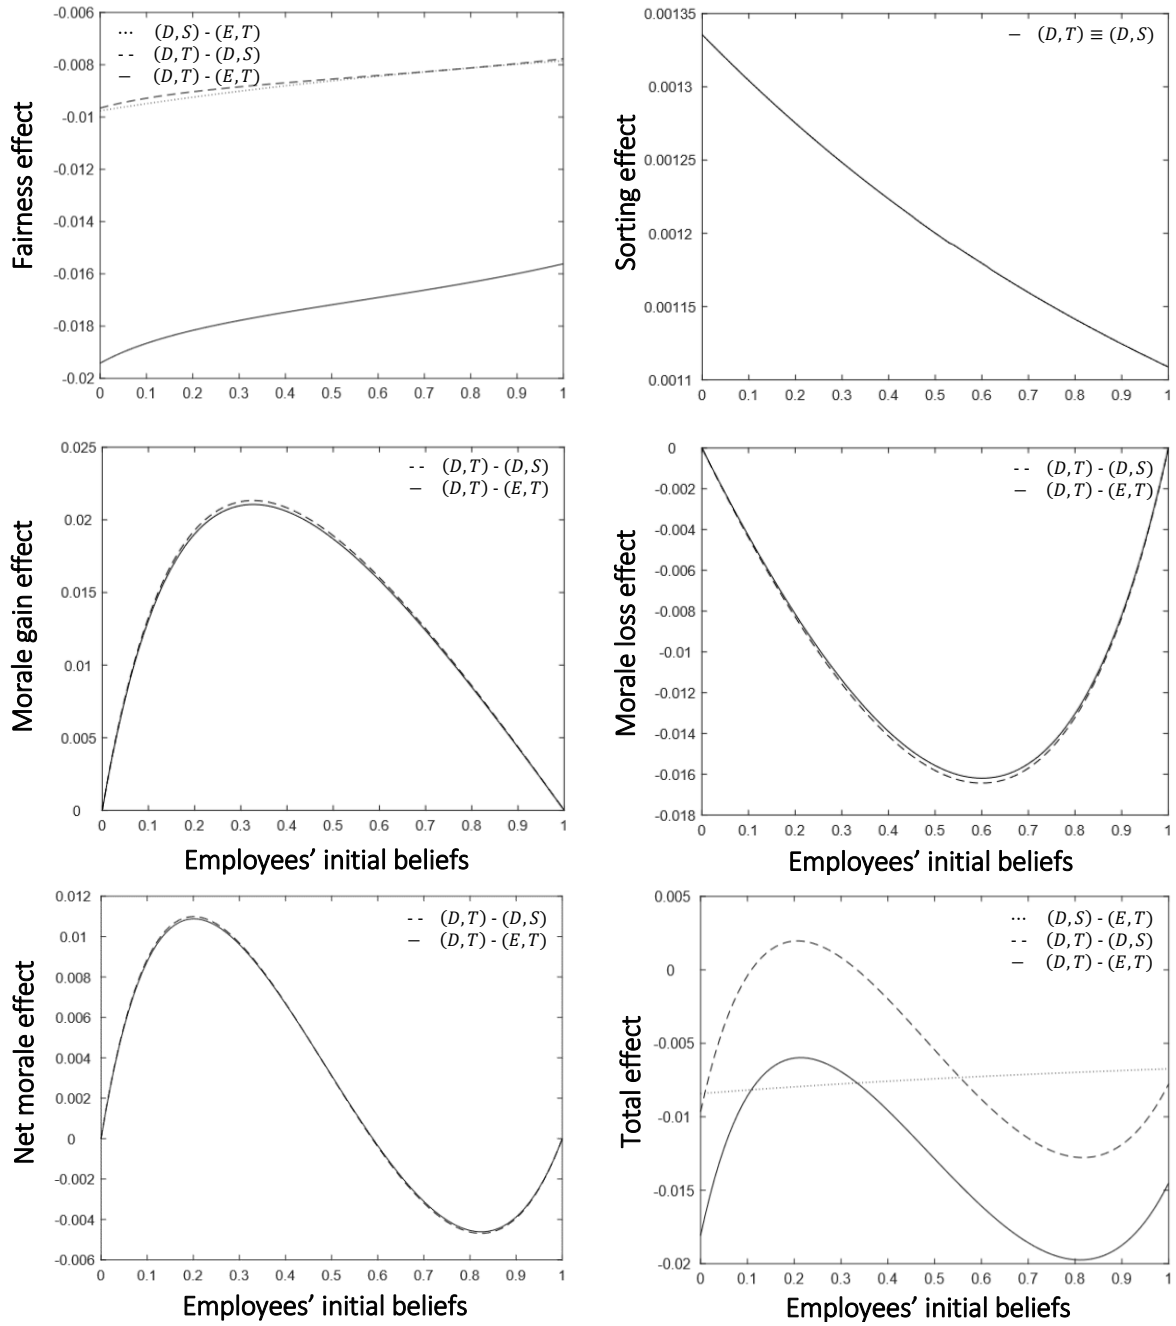 -0.006
-0.008
-0.01
-0.012
-0.014
-0.016
-0.018
-0.02
Fairness effect
··· (D,S) - (E,T)
-- (D,T) - (D,S)
– (D,T) - (E,T)
0 0.1 0.2 0.3 0.4 0.5 0.6 0.7 0.8 0.9 1
0.00135
0.0013
0.00125
0.0012
0.00115
0.0011
Sorting effect
– (D,T) ≡ (D,S)
0 0.1 0.2 0.3 0.4 0.5 0.6 0.7 0.8 0.9 1
0.025
0.02
0.015
0.01
0.005
0
Morale gain effect
-- (D,T) - (D,S)
– (D,T) - (E,T)
0 0.1 0.2 0.3 0.4 0.5 0.6 0.7 0.8 0.9 1
Employees’ initial beliefs
0
-0.002
-0.004
-0.006
-0.008
-0.01
-0.012
-0.014
-0.016
-0.018
Morale loss effect
-- (D,T) - (D,S)
– (D,T) - (E,T)
0 0.1 0.2 0.3 0.4 0.5 0.6 0.7 0.8 0.9 1
Employees’ initial beliefs
0.012
0.01
0.008
0.006
0.004
0.002
0
-0.002
-0.004
-0.006
Net morale effect
-- (D,T) - (D,S)
– (D,T) - (E,T)
0 0.1 0.2 0.3 0.4 0.5 0.6 0.7 0.8 0.9 1
Employees’ initial beliefs
0.005
0
-0.005
-0.01
-0.015
-0.02
Total effect
··· (D,S) - (E,T)
-- (D,T) - (D,S)
– (D,T) - (E,T)
0 0.1 0.2 0.3 0.4 0.5 0.6 0.7 0.8 0.9 1
Employees’ initial beliefs